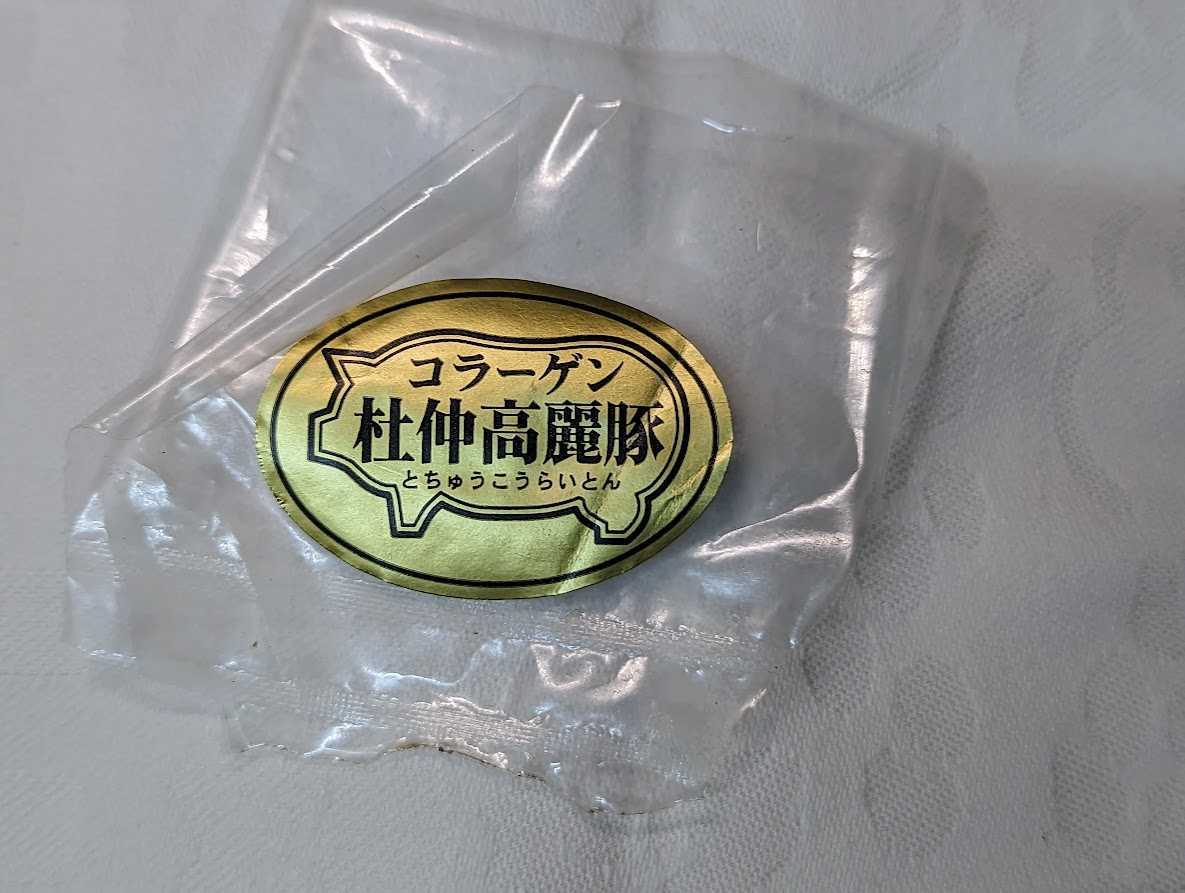 コラーゲン
杜仲高麗豚
とちゅうこうらいとん